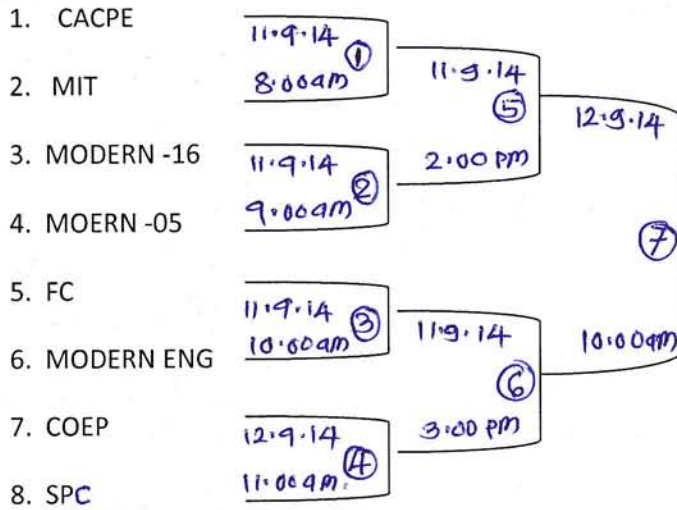 1. CACPE
11.9.14 ①
8.00am
11.9.14
⑤
2. MIT
12.9.14
3. MODERN -16
11.9.14 ②
2.00 pm
4. MOERN -05
9.00am
⑦
5. FC
11.9.14 ③
11.9.14
10.00am
6. MODERN ENG
10.00am
⑥
7. COEP
12.9.14
3.00 pm
④
8. SPC
11.00am.